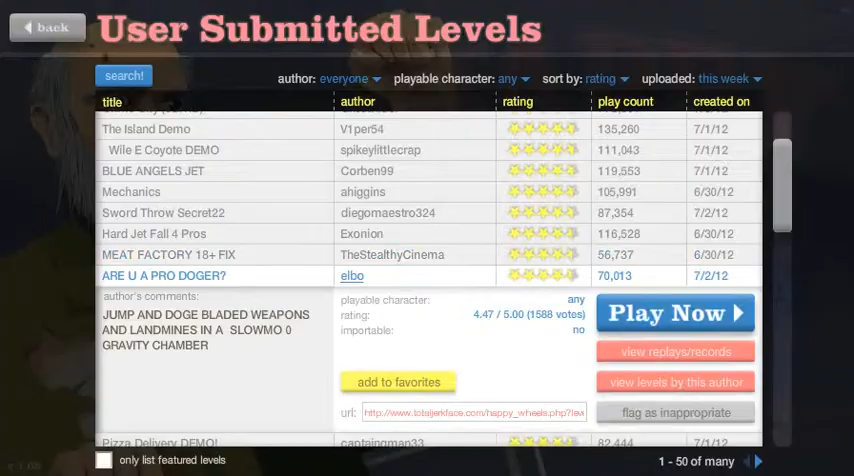 back
User Submitted Levels
search!
author: everyone playable character: any sort by: rating uploaded: this week
title author rating play count created on
The Island Demo V1per54 135,260 7/1/12
Wile E Coyote DEMO spikeylittlecrap 111,043 7/1/12
BLUE ANGELS JET Corben99 119,553 7/1/12
Mechanics ahiggins 105,991 6/30/12
Sword Throw Secret22 diegomaestro324 87,354 7/2/12
Hard Jet Fall 4 Pros Exonion 116,528 6/30/12
MEAT FACTORY 18+ FIX TheStealthyCinema 56,737 6/30/12
ARE U A PRO DOGER? elbo 70,013 7/2/12
author's comments:
JUMP AND DOGE BLADED WEAPONS
AND LANDMINES IN A SLOWMO 0
GRAVITY CHAMBER
playable character: any
rating: 4.47 / 5.00 (1588 votes)
importable: no
add to favorites
url: http://www.totaljerkface.com/happy_wheels.php?leve
Play Now
view replays/records
view levels by this author
flag as inappropriate
Pizza Delivery DEMO! captaingman33 82,444 7/1/12
only list featured levels
1 - 50 of many